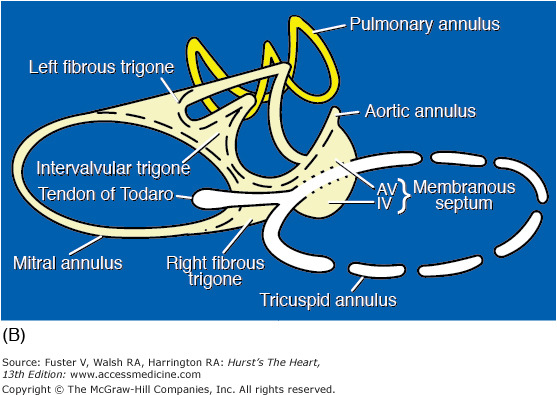 Pulmonary annulus
Left fibrous trigone
Aortic annulus
Intervalvular trigone
Tendon of Todaro
AV
IV
Membranous
septum
Mitral annulus
Right fibrous
trigone
Tricuspid annulus
(B)
Source: Fuster V, Walsh RA, Harrington RA: Hurst's The Heart,
13th Edition: www.accessmedicine.com
Copyright © The McGraw-Hill Companies, Inc. All rights reserved.